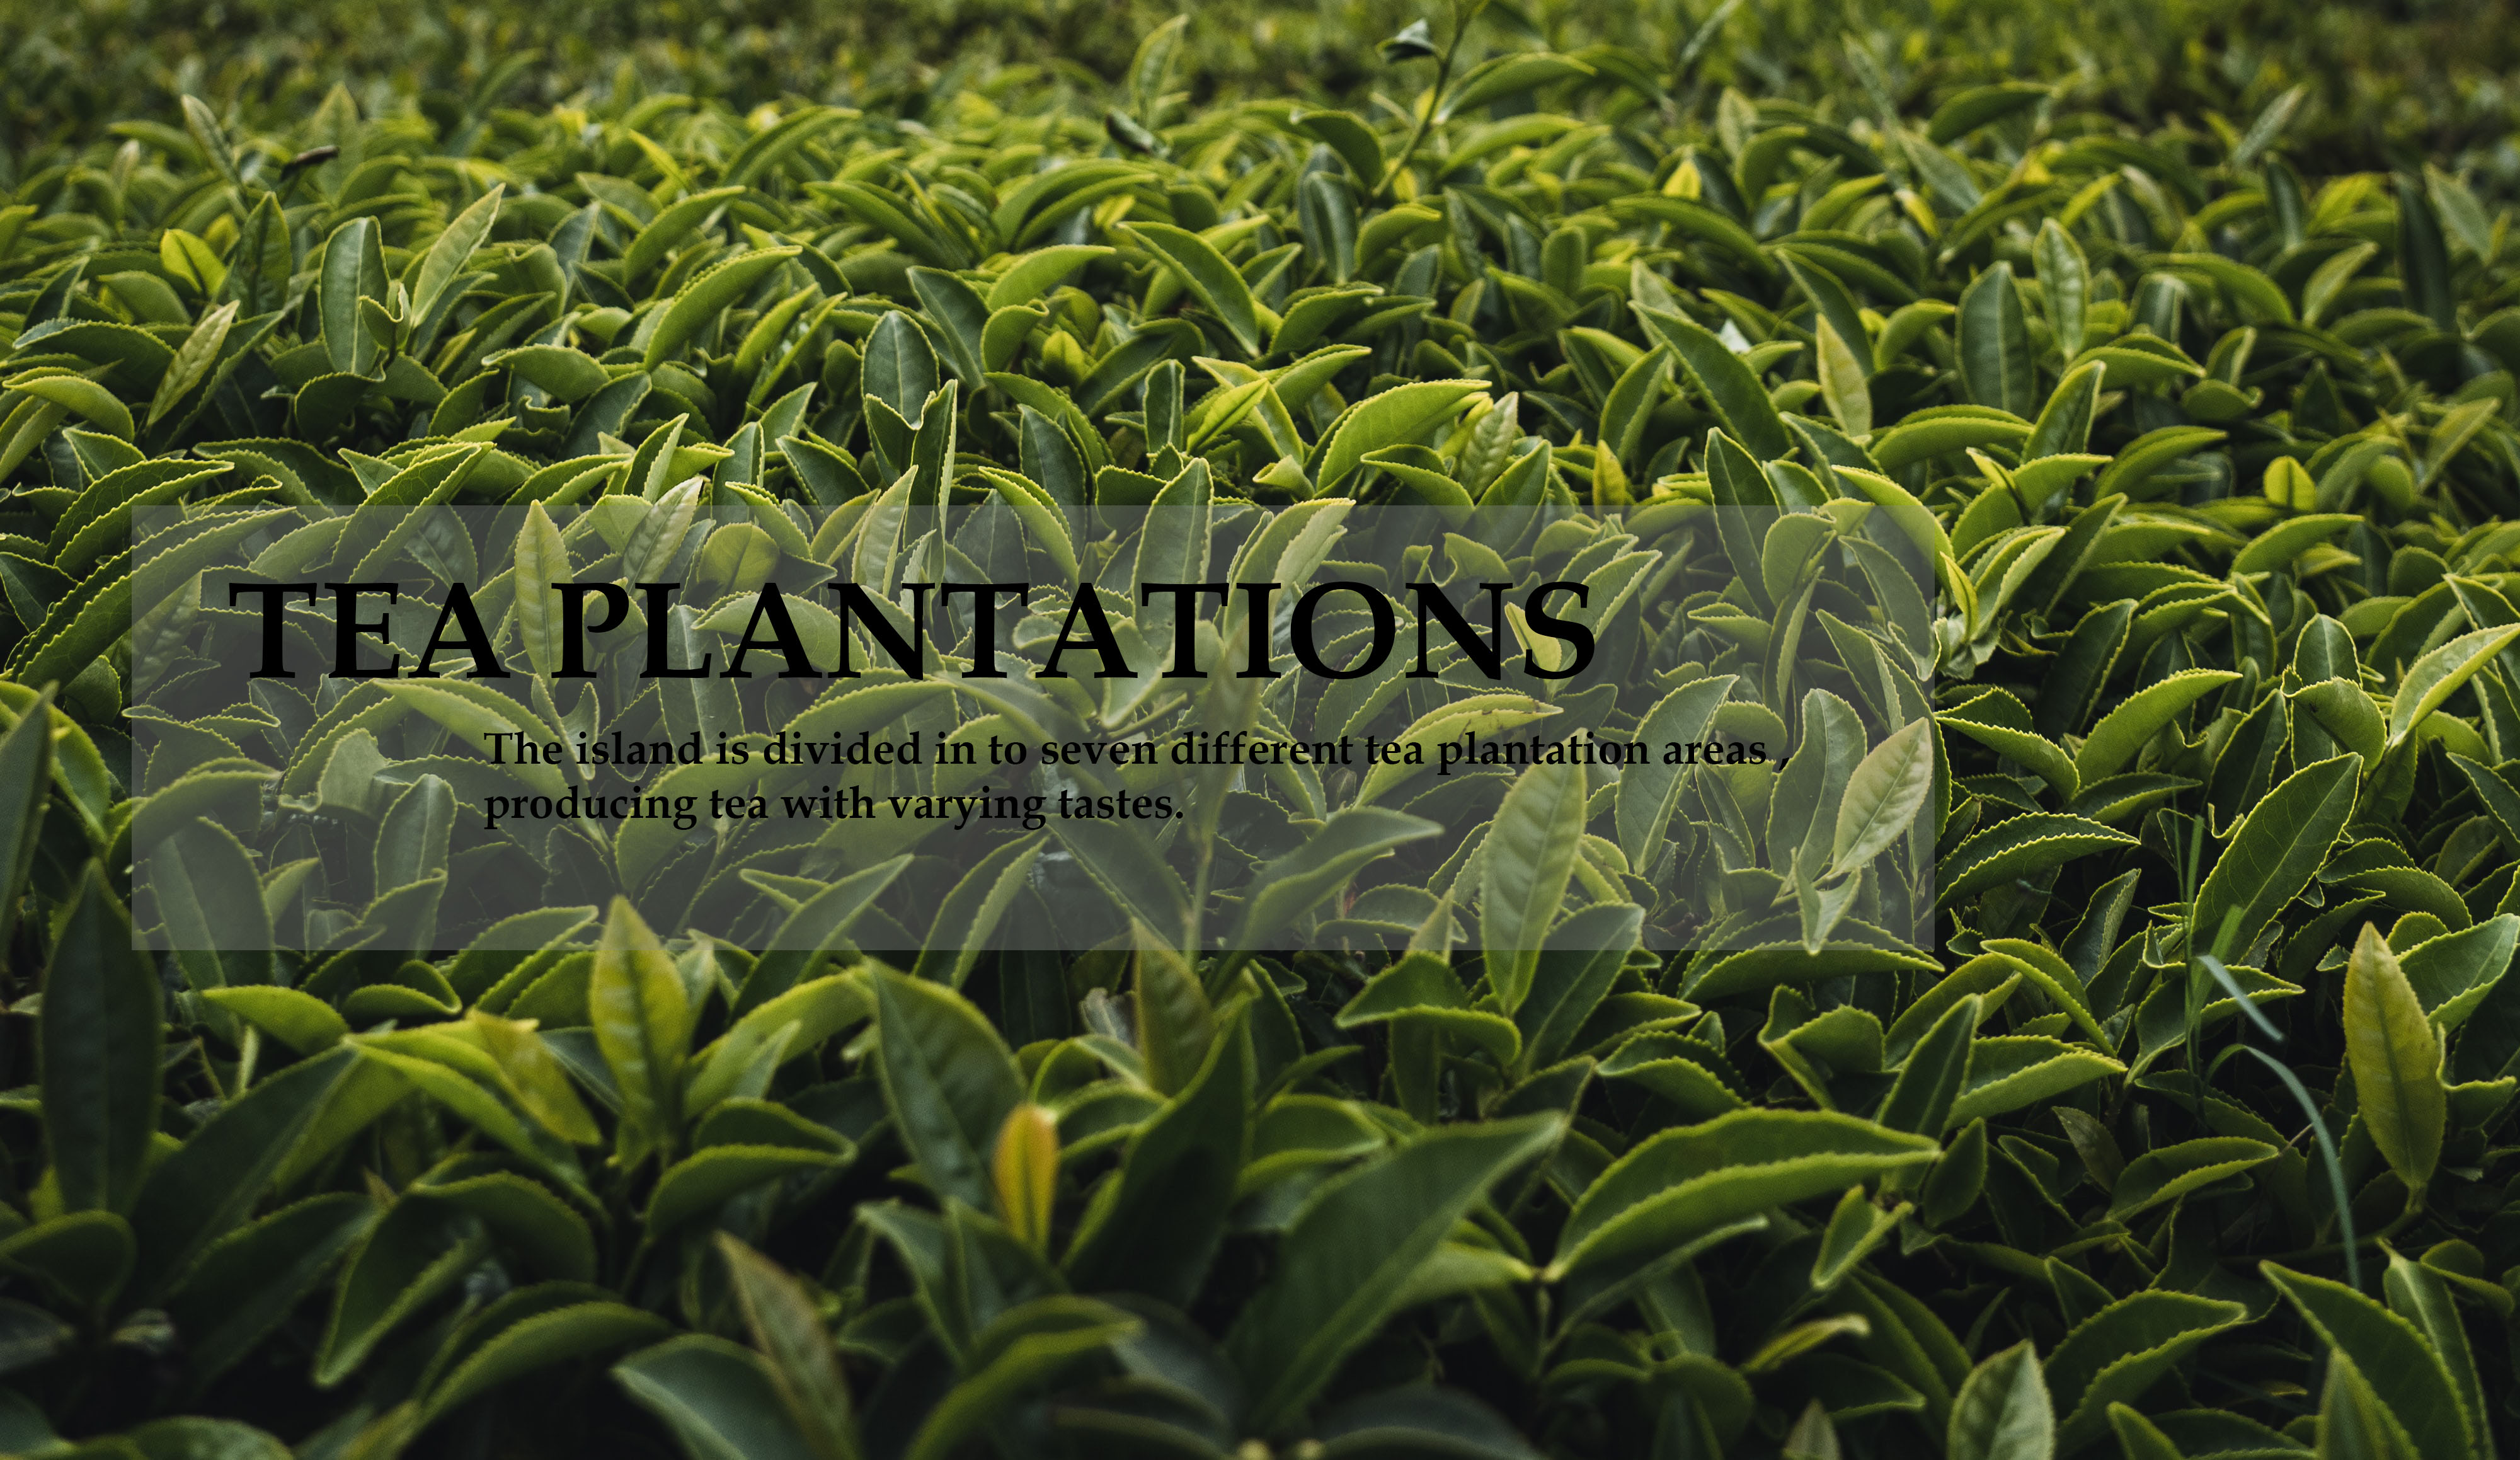 TEA PLANTATIONS
The island is divided in to seven different tea plantation areas ,
producing tea with varying tastes.